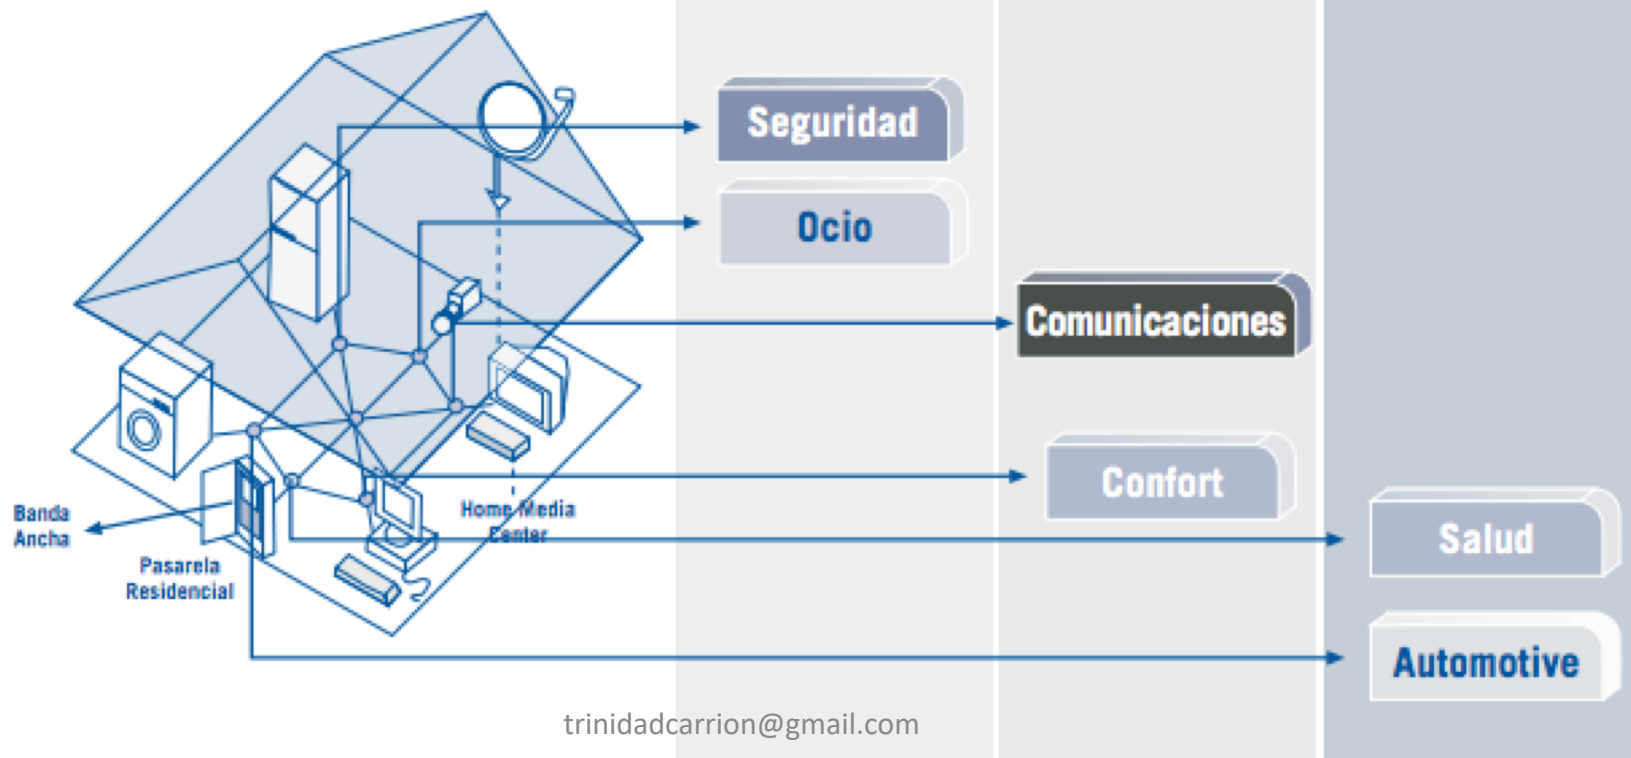 Seguridad
Ocio
Comunicaciones
Confort
Salud
Automotive
Banda
Ancha
Pasarela
Residencial
Home Media
Center
trinidadcarrion@gmail.com